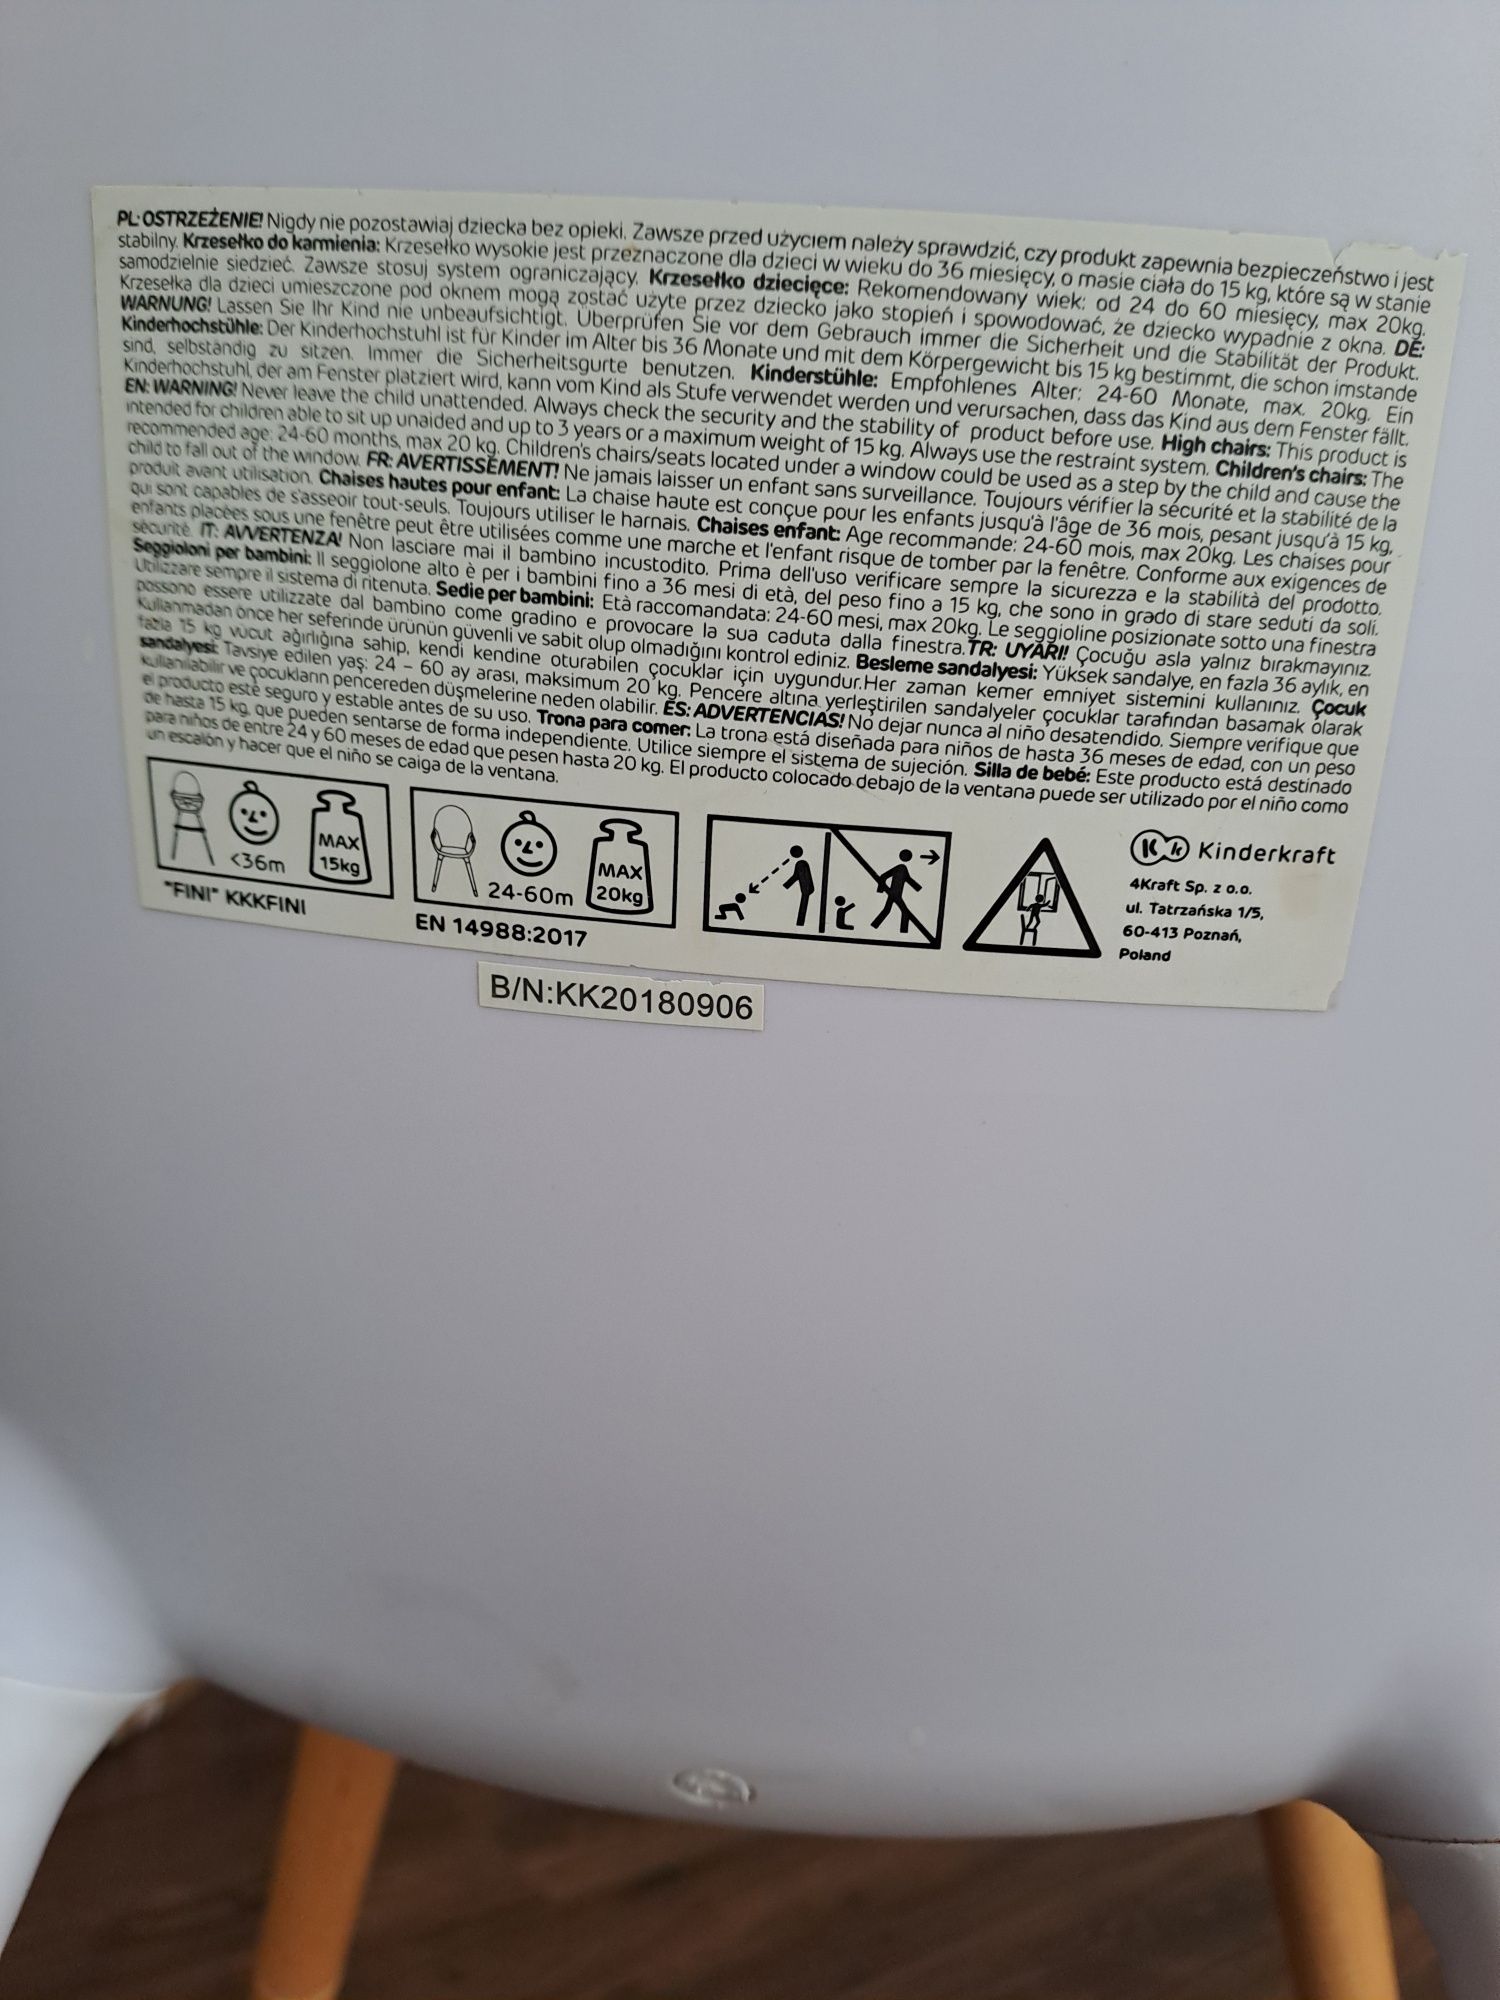 PL: OSTRZEŻENIE! Nigdy nie pozostawiaj dziecka bez opieki. Zawsze przed użyciem należy sprawdzić, czy produkt zapewnia bezpieczeństwo i jest
stabilny. Krzesełko do karmienia: Krzesełko wysokie jest przeznaczone dla dzieci w wieku do 36 miesięcy, o masie ciała do 15 kg, które są w stanie
samodzielnie siedzieć. Zawsze stosuj system ograniczający. Krzesełko dziecięce: Rekomendowany wiek: od 24 do 60 miesięcy, max 20kg.
Krzesełka dla dzieci umieszczone pod oknem mogą zostać użyte przez dziecko jako stopień i spowodować, że dziecko wypadnie z okna. DE:
WARNUNG! Lassen Sie Ihr Kind nie unbeaufsichtigt. Überprüfen Sie vor dem Gebrauch immer die Sicherheit und die Stabilität der Produkt.
Kinderhochstühle: Der Kinderhochstuhl ist für Kinder im Alter bis 36 Monate und mit dem Körpergewicht bis 15 kg bestimmt, die schon imstande
sind, selbständig zu sitzen. Immer die Sicherheitsgurte benutzen. Kinderstühle: Empfohlenes Alter: 24-60 Monate, max. 20kg. Ein
Kinderhochstuhl, der am Fenster platziert wird, kann vom Kind als Stufe verwendet werden und verursachen, dass das Kind aus dem Fenster fällt.
EN: WARNING! Never leave the child unattended. Always check the security and the stability of product before use. High chairs: This product is
intended for children able to sit up unaided and up to 3 years or a maximum weight of 15 kg. Always use the restraint system. Children's chairs: The
recommended age: 24-60 months, max 20 kg. Children's chairs/seats located under a window could be used as a step by the child and cause the
child to fall out of the window. FR: AVERTISSEMENT! Ne jamais laisser un enfant sans surveillance. Toujours vérifier la sécurité et la stabilité de la
produit avant utilisation. Chaises hautes pour enfant: La chaise haute est conçue pour les enfants jusqu'à l'âge de 36 mois, pesant jusqu'à 15 kg,
qui sont capables de s'asseoir tout-seuls. Toujours utiliser le harnais. Chaises enfant: Age recommande: 24-60 mois, max 20kg. Les chaises pour
enfants placées sous une fenêtre peut être utilisées comme une marche et l'enfant risque de tomber par la fenêtre. Conforme aux exigences de
sécurité. IT: AVVERTENZA! Non lasciare mai il bambino incustodito. Prima dell'uso verificare sempre la sicurezza e la stabilità del prodotto.
Seggioloni per bambini: Il seggiolone alto è per i bambini fino a 36 mesi di età, del peso fino a 15 kg, che sono in grado di stare seduti da soli.
Utilizzare sempre il sistema di ritenuta. Sedie per bambini: Età raccomandata: 24-60 mesi, max 20kg. Le seggioline posizionate sotto una finestra
possono essere utilizzate dal bambino come gradino e provocare la sua caduta dalla finestra. TR: UYARI! Çocuğu asla yalnız bırakmayınız.
Kullanmadan önce her seferinde ürünün güvenli ve sabit olup olmadığını kontrol ediniz. Besleme sandalyesi: Yüksek sandalye, en fazla 36 aylık, en
fazla 15 kg vücut ağırlığına sahip, kendi kendine oturabilen çocuklar için uygundur.Her zaman kemer emniyet sistemini kullanınız. Çocuk
sandalyesi: Tavsiye edilen yaş: 24 – 60 ay arası, maksimum 20 kg. Pencere altına yerleştirilen sandalyeler çocuklar tarafından basamak olarak
kullanılabilir ve çocukların pencereden düşmelerine neden olabilir. ES: ADVERTENCIAS! No dejar nunca al niño desatendido. Siempre verifique que
el producto esté seguro y estable antes de su uso. Trona para comer: La trona está diseñada para niños de hasta 36 meses de edad, con un peso
de hasta 15 kg, que pueden sentarse de forma independiente. Utilice siempre el sistema de sujeción. Silla de bebé: Este producto está destinado
para niños de entre 24 y 60 meses de edad que pesen hasta 20 kg. El producto colocado debajo de la ventana puede ser utilizado por el niño como
un escalón y hacer que el niño se caiga de la ventana.
<36m
MAX
15kg
24-60m
MAX
20kg
"FINI" KKKFINI
EN 14988:2017
Kinderkraft
4Kraft Sp. z o.o.
ul. Tatrzańska 1/5,
60-413 Poznań,
Poland
B/N:KK20180906